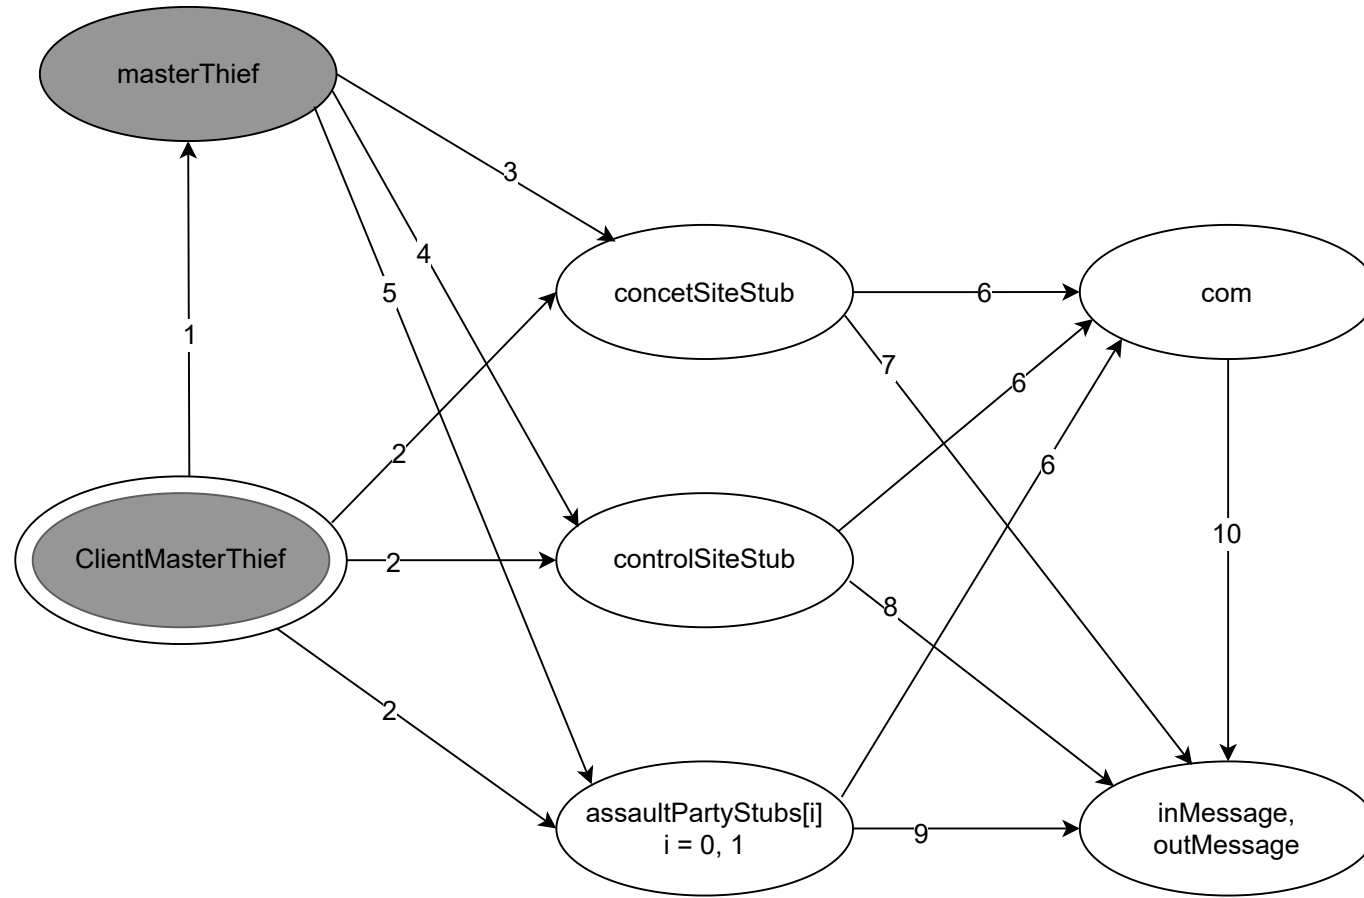 masterThief
3
4
concetSiteStub
com
5
6
1
7
6
2
6
10
ClientMasterThief
2
controlSiteStub
8
2
assaultPartyStubs[i]
i = 0, 1
9
inMessage,
outMessage